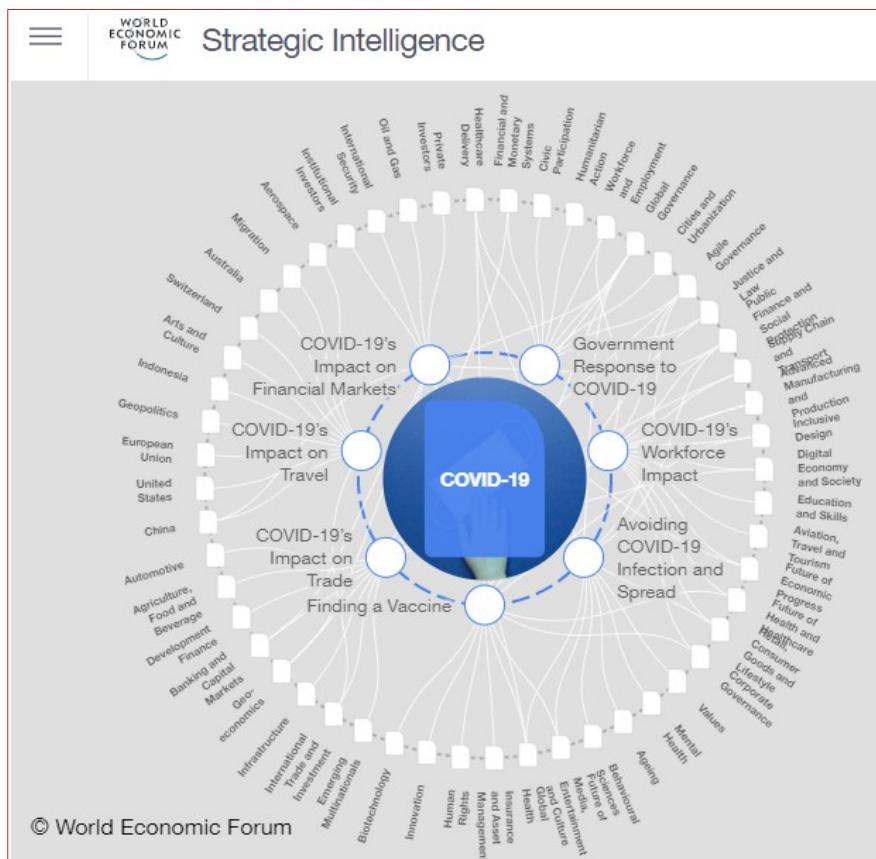 WORLD
ECONOMIC
FORUM
Strategic Intelligence
Healthcare
Delivery
Financial and
Monetary
Systems
Civic
Participation
Humanitarian
Action
Workforce
and
Employment
Global
Governance
Cities and
Urbanization
Agile
Governance
Justice and
Law
Public
Finance and
Social
Protection
Supply Chain
and
Transport
Advanced
Manufacturing
and
Production
Inclusive
Design
Digital
Economy
and Society
Education
and Skills
Aviation,
Travel and
Tourism
Future of
Economic
Progress
Future of
Health and
Healthcare
Retail,
Consumer
Goods and
Lifestyle
Corporate
Governance
Values
Mental
Health
Ageing
Behavioural
Sciences
Future of
Media,
Entertainment
and Culture
Global
Health
Insurance
and Asset
Management
Human
Rights
Innovation
Biotechnology
Emerging
Multinationals
International
Trade and
Investment
Infrastructure
Geo-
economics
Banking and
Capital
Markets
Development
Finance
Agriculture,
Food and
Beverage
Automotive
China
United
States
European
Union
Geopolitics
Indonesia
Arts and
Culture
Switzerland
Australia
Migration
Aerospace
Institutional
Investors
International
Security
Oil and Gas
Private
Investors
COVID-19's
Impact on
Financial Markets
Government
Response to
COVID-19
COVID-19's
Impact on
Travel
COVID-19's
Workforce
Impact
COVID-19
COVID-19's
Impact on
Trade
Avoiding
COVID-19
Infection and
Spread
Finding a Vaccine
© World Economic Forum